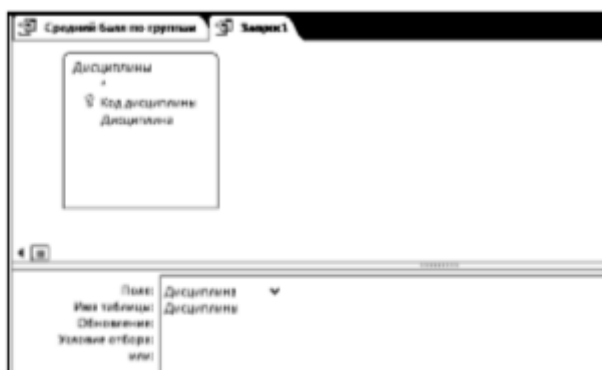 Средний балл по группам Запрос1
Дисциплины
*
Код дисциплины
Дисциплина
Поле: Дисциплина
Имя таблицы: Дисциплины
Обновление:
Условие отбора:
или: